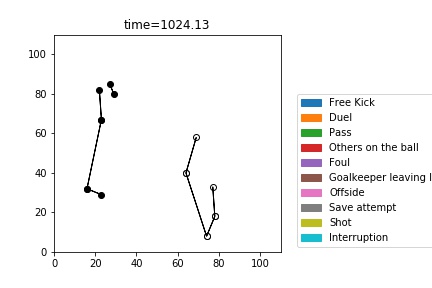 time=1024.13
100
80
60
40
20
0
0 20 40 60 80 100
Free Kick
Duel
Pass
Others on the ball
Foul
Goalkeeper leaving l
Offside
Save attempt
Shot
Interruption